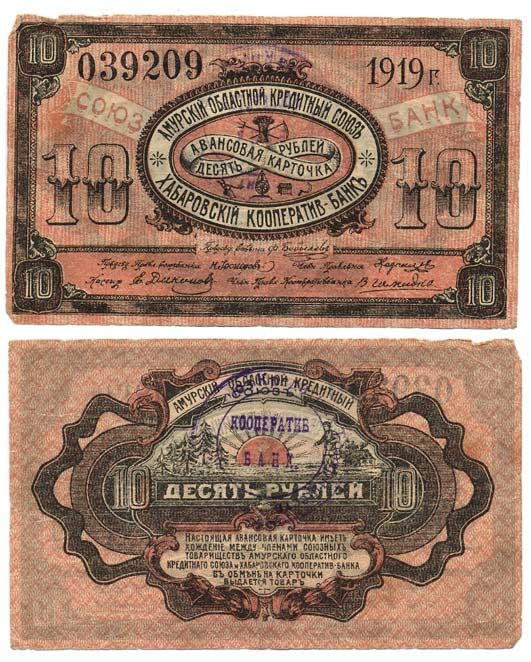 10
10
039209
1919 г.
СОЮЗ
БАНК
АМУРСКІЙ ОБЛАСТНОЙ КРЕДИТНЫЙ СОЮЗЪ
АВАНСОВАЯ РУБЛЕЙ
ДЕСЯТЬ КАРТОЧКА
ХАБАРОВСКІЙ КООПЕРАТИВ-БАНКЪ
10
10
10
10
АМУРСКІЙ ОБЛАСТНОЙ КРЕДИТНЫЙ
СОЮЗЪ
КООПЕРАТИВ
БАНК
10
ДЕСЯТЬ РУБЛЕЙ
10
НАСТОЯЩАЯ АВАНСОВАЯ КАРТОЧКА ИМѢЕТЪ
ХОЖДЕНІЕ МЕЖДУ ЧЛЕНАМИ СОЮЗНЫХЪ
ТОВАРИЩЕСТВЪ АМУРСКАГО ОБЛАСТНОГО
КРЕДИТНАГО СОЮЗА и ХАБАРОВСКАГО КООПЕРАТИВ-БАНКА
ВЪ ОБМѢНЪ НА КАРТОЧКИ
ВЫДАЕТСЯ ТОВАРЪ